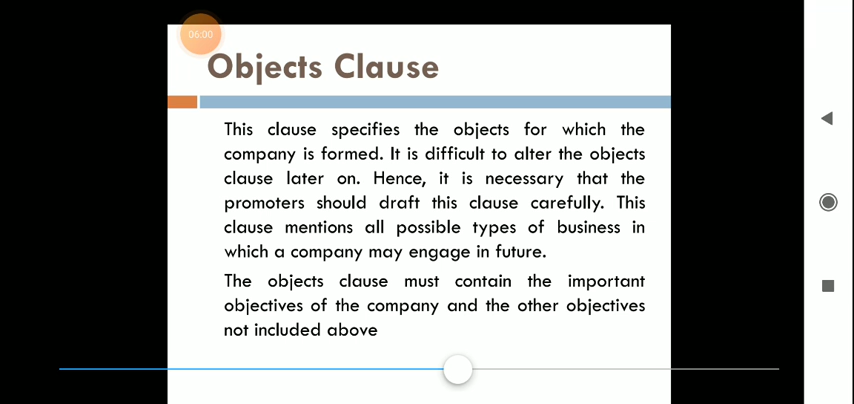 06:00
Objects Clause
This clause specifies the objects for which the
company is formed. It is difficult to alter the objects
clause later on. Hence, it is necessary that the
promoters should draft this clause carefully. This
clause mentions all possible types of business in
which a company may engage in future.
The objects clause must contain the important
objectives of the company and the other objectives
not included above